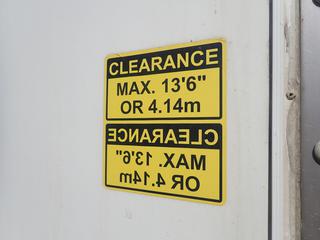 CLEARANCE
MAX. 13'6"
OR 4.14m
CLEARANCE
MAX. 13'6"
OR 4.14m